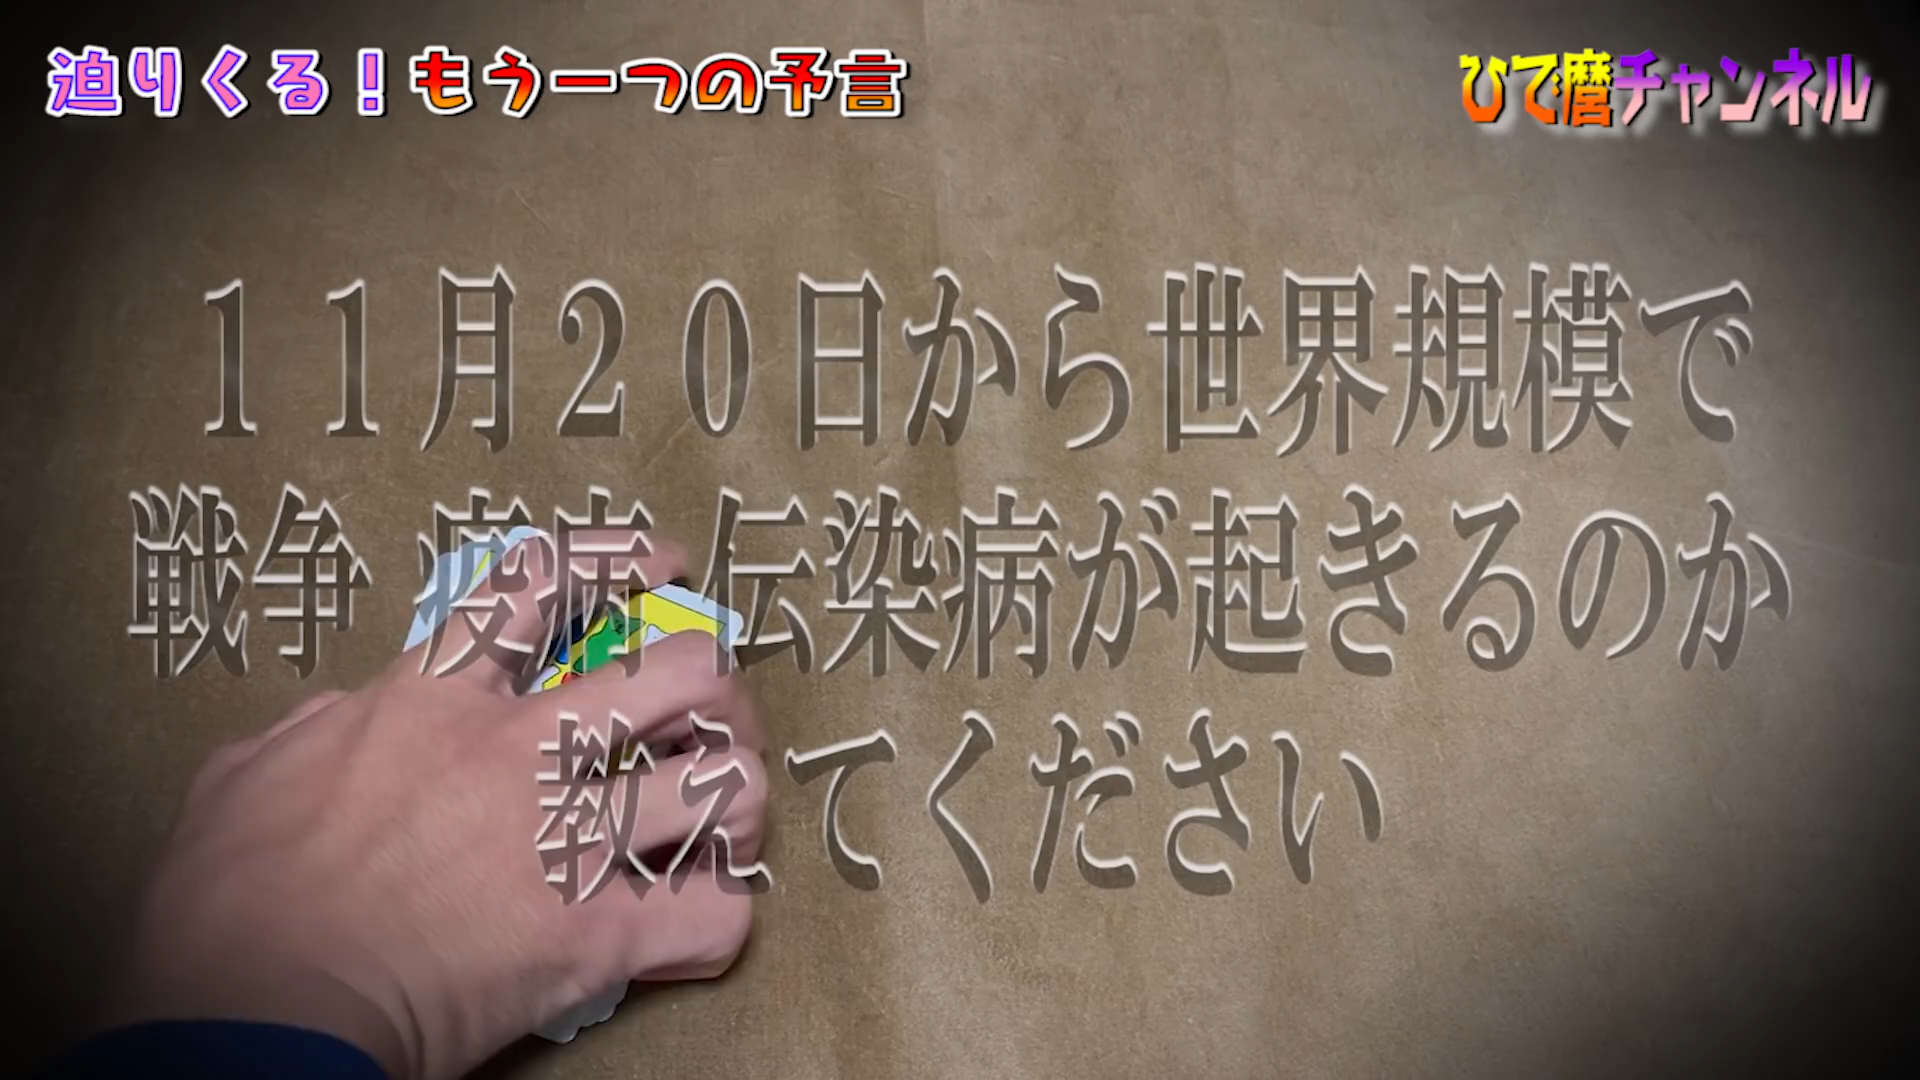 迫りくる！もう一つの予言
ひで麿チャンネル
１１月２０日から世界規模で
戦争 疫病 伝染病が起きるのか
教えてください